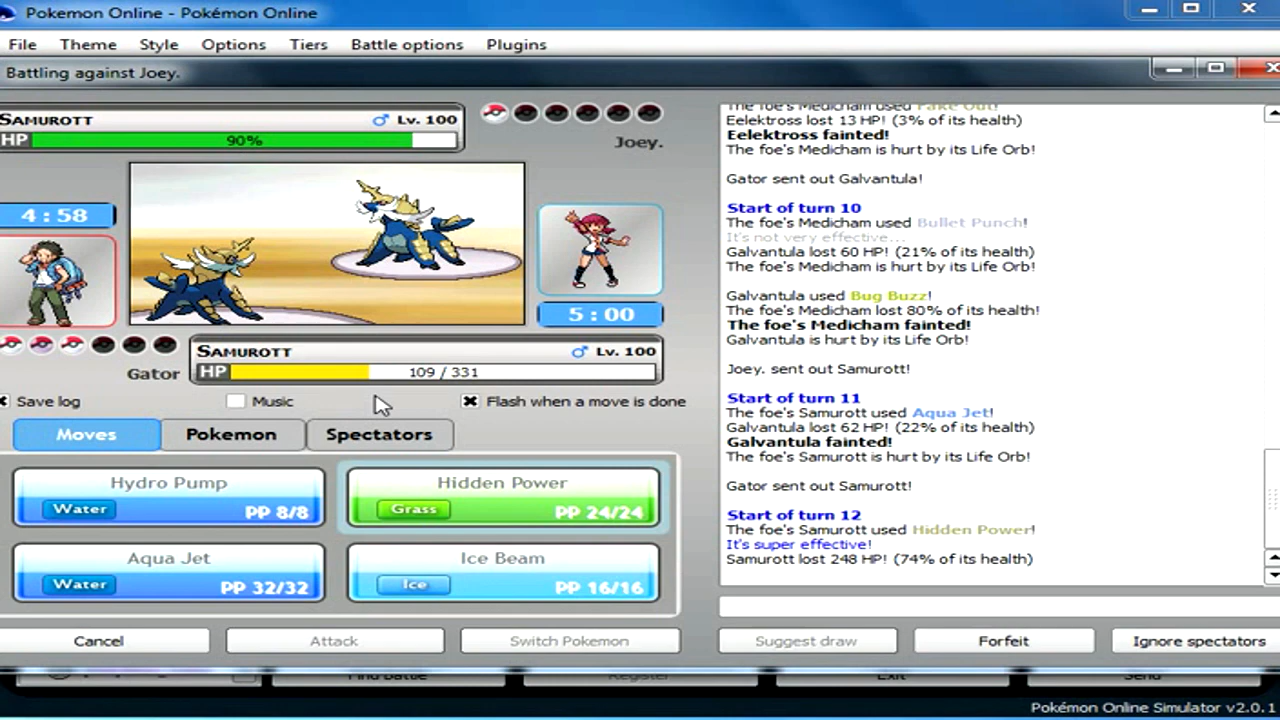 Pokemon Online - Pokémon Online
File Theme Style Options Tiers Battle options Plugins
Battling against Joey.
SAMUROTT ♂ Lv. 100
HP 90%
Joey.
4:58
5:00
SAMUROTT ♂ Lv. 100
HP 109 / 331
Gator
Save log Music Flash when a move is done
Moves Pokemon Spectators
Hydro Pump
Water PP 8/8
Hidden Power
Grass PP 24/24
Aqua Jet
Water PP 32/32
Ice Beam
Ice PP 16/16
Cancel Attack Switch Pokemon
The foe's Medicham used Fake Out!
Eelektross lost 13 HP! (3% of its health)
Eelektross fainted!
The foe's Medicham is hurt by its Life Orb!
Gator sent out Galvantula!
Start of turn 10
The foe's Medicham used Bullet Punch!
It's not very effective...
Galvantula lost 60 HP! (21% of its health)
The foe's Medicham is hurt by its Life Orb!
Galvantula used Bug Buzz!
The foe's Medicham lost 80% of its health!
The foe's Medicham fainted!
Galvantula is hurt by its Life Orb!
Joey. sent out Samurott!
Start of turn 11
The foe's Samurott used Aqua Jet!
Galvantula lost 62 HP! (22% of its health)
Galvantula fainted!
The foe's Samurott is hurt by its Life Orb!
Gator sent out Samurott!
Start of turn 12
The foe's Samurott used Hidden Power!
It's super effective!
Samurott lost 248 HP! (74% of its health)
Suggest draw Forfeit Ignore spectators
Find Battle Register Exit Send
Pokémon Online Simulator v2.0.1